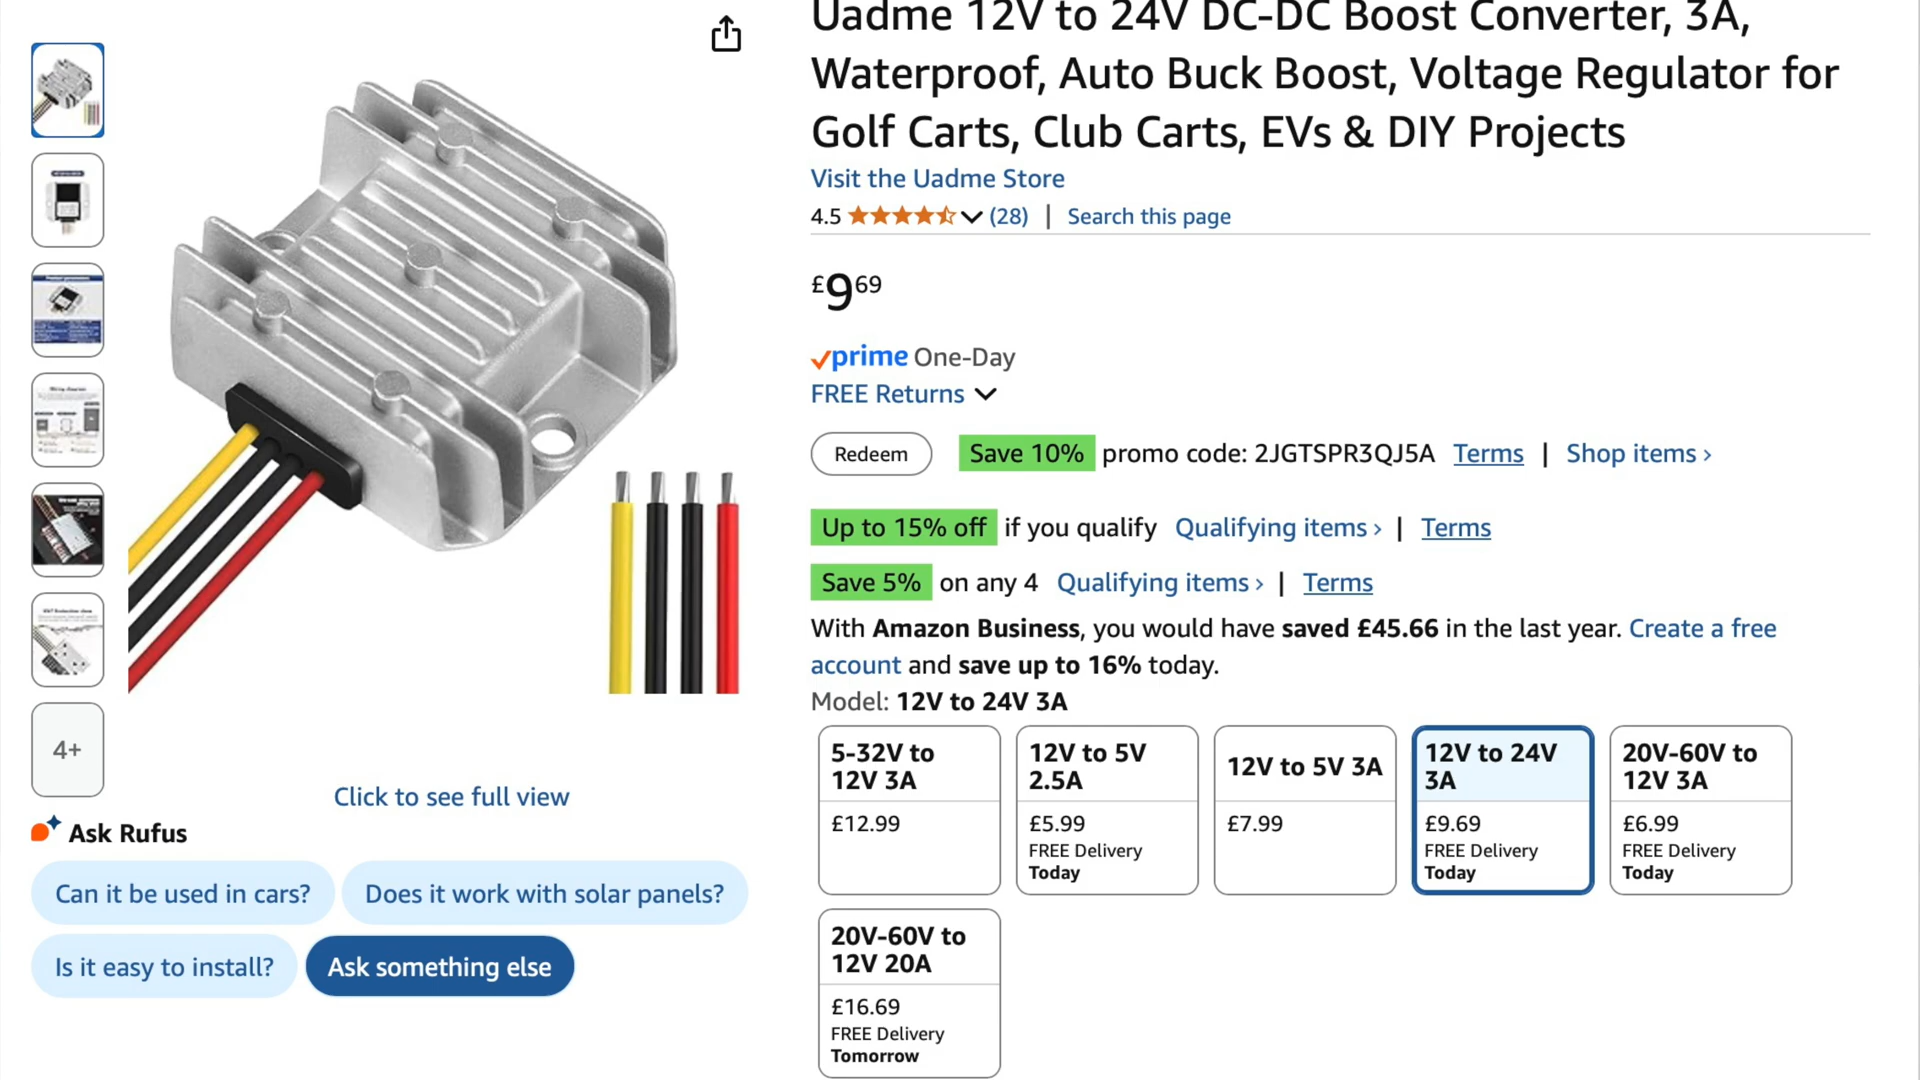 Uadme 12V to 24V DC-DC Boost Converter, 3A,
Waterproof, Auto Buck Boost, Voltage Regulator for
Golf Carts, Club Carts, EVs & DIY Projects
Visit the Uadme Store
4.5 (28) | Search this page
£9 69
prime One-Day
FREE Returns
Redeem Save 10% promo code: 2JGTSPR3QJ5A Terms | Shop items ›
Up to 15% off if you qualify Qualifying items › | Terms
Save 5% on any 4 Qualifying items › | Terms
With Amazon Business, you would have saved £45.66 in the last year. Create a free
account and save up to 16% today.
Model: 12V to 24V 3A
5-32V to
12V 3A
£12.99
12V to 5V
2.5A
£5.99
FREE Delivery
Today
12V to 5V 3A
£7.99
12V to 24V
3A
£9.69
FREE Delivery
Today
20V-60V to
12V 3A
£6.99
FREE Delivery
Today
20V-60V to
12V 20A
£16.69
FREE Delivery
Tomorrow
4+
Click to see full view
Ask Rufus
Can it be used in cars?
Does it work with solar panels?
Is it easy to install?
Ask something else